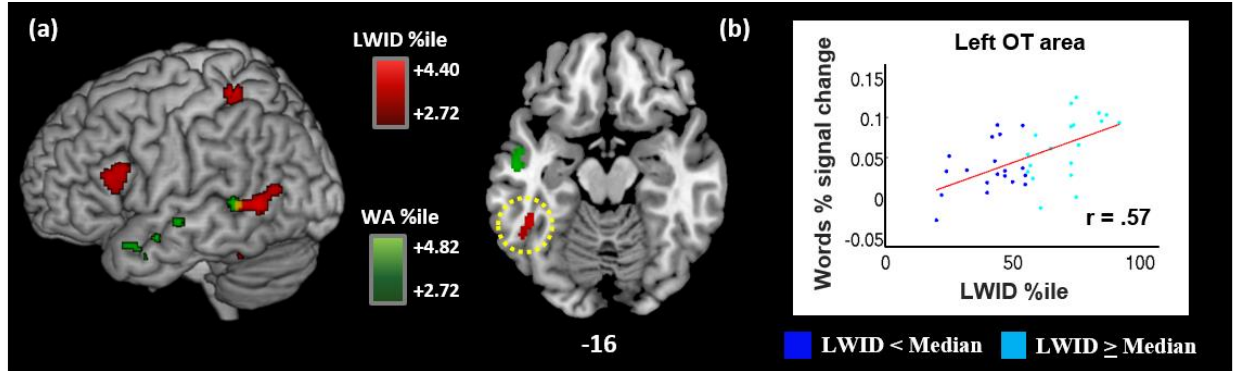 (a)
LWID %ile
+4.40
+2.72
WA %ile
+4.82
+2.72
-16
(b)
Left OT area
Words % signal change
0.15
0.1
0.05
0
-0.05
r = .57
0
50
100
LWID %ile
LWID < Median
LWID ≥ Median